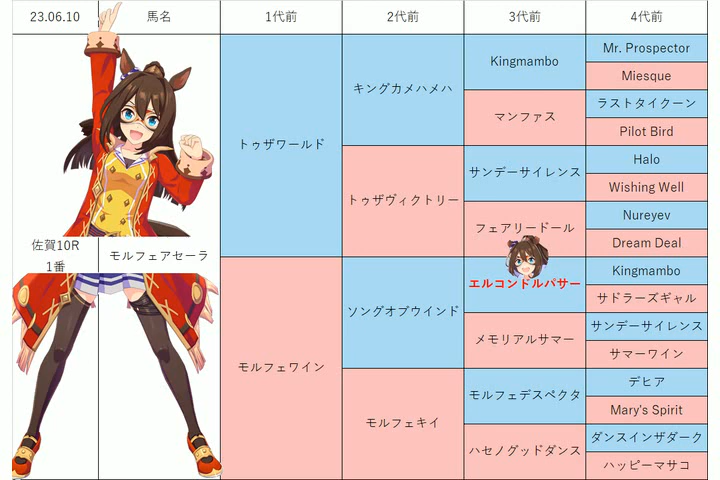 23.06.10 馬名 1代前 2代前 3代前 4代前
佐賀10R
1番
モルフェアセーラ
トゥザワールド
モルフェワイン
キングカメハメハ
トゥザヴィクトリー
ソングオブウインド
モルフェキイ
Kingmambo
マンファス
サンデーサイレンス
フェアリードール
エルコンドルパサー
メモリアルサマー
モルフェデスペクタ
ハセノグッドダンス
Mr. Prospector
Miesque
ラストタイクーン
Pilot Bird
Halo
Wishing Well
Nureyev
Dream Deal
Kingmambo
サドラーズギャル
サンデーサイレンス
サマーワイン
デヒア
Mary's Spirit
ダンスインザダーク
ハッピーマサコ